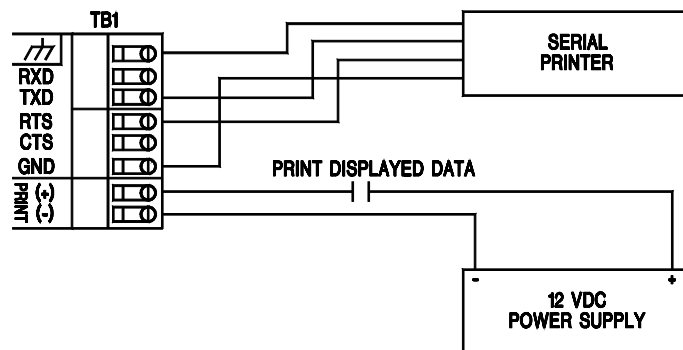 TB1
RXD
TXD
RTS
CTS
GND
PRINT
(+)
(-)
SERIAL
PRINTER
PRINT DISPLAYED DATA
- +
12 VDC
POWER SUPPLY